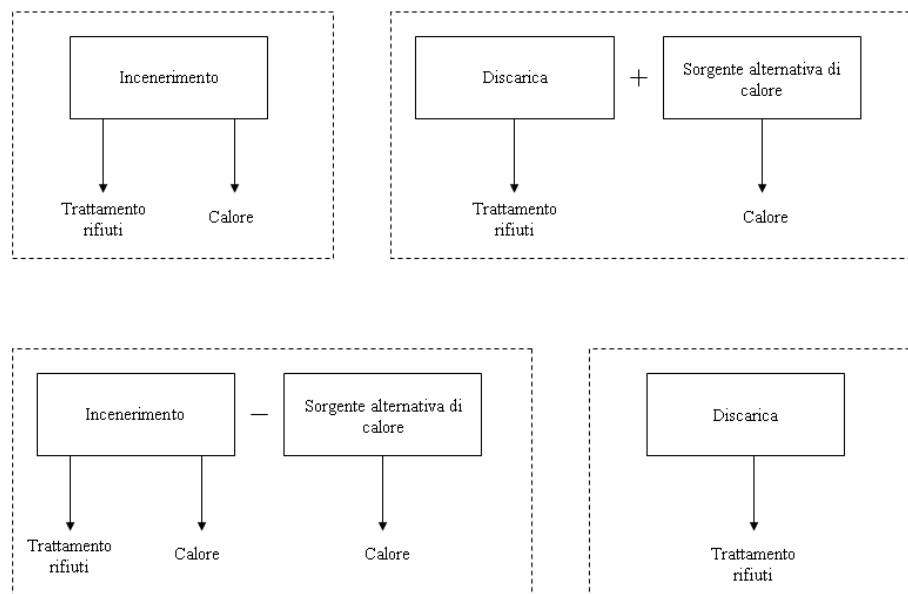 Incenerimento
Discarica
+
Sorgente alternativa di
calore
Trattamento
rifiuti
Calore
Trattamento
rifiuti
Calore
Incenerimento
−
Sorgente alternativa di
calore
Discarica
Trattamento
rifiuti
Calore
Calore
Trattamento
rifiuti